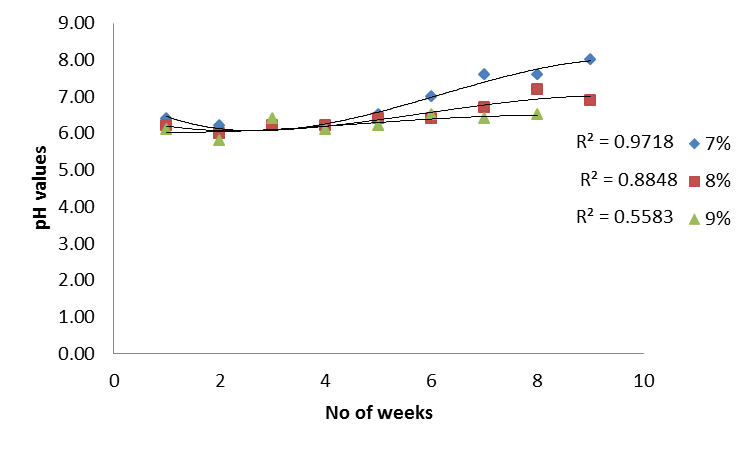 9.00
8.00
7.00
6.00
5.00
4.00
3.00
2.00
1.00
0.00
pH values
0 2 4 6 8 10
No of weeks
R² = 0.9718 7%
R² = 0.8848 8%
R² = 0.5583 9%